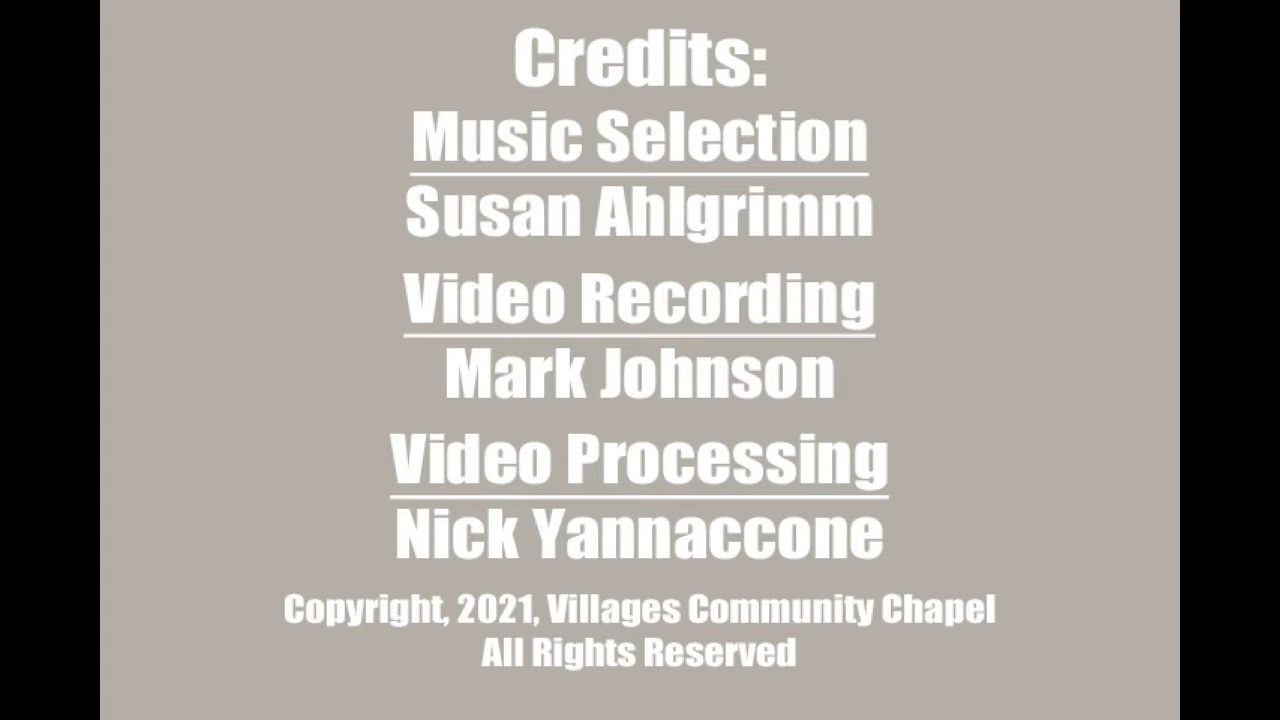 Credits:
Music Selection
Susan Ahlgrimm
Video Recording
Mark Johnson
Video Processing
Nick Yannaccone
Copyright, 2021, Villages Community Chapel
All Rights Reserved